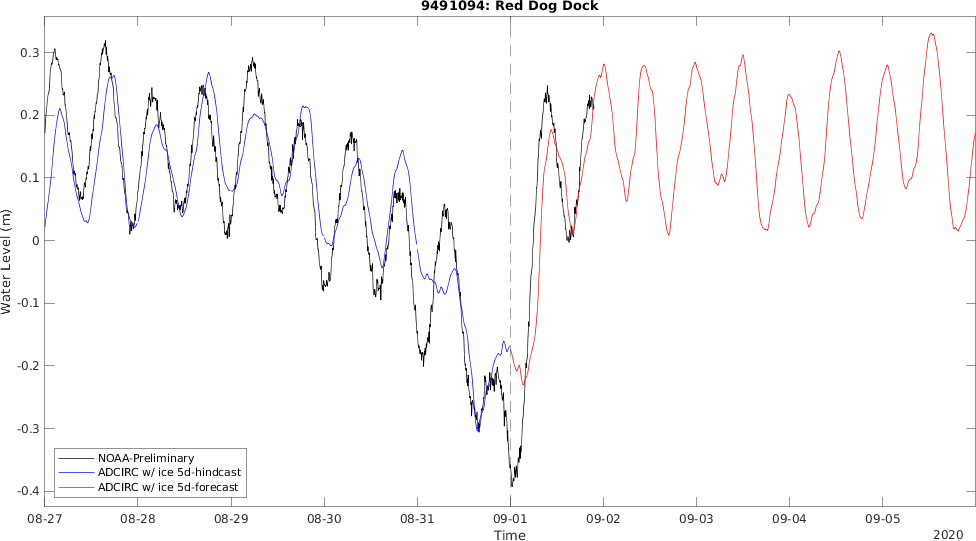 9491094: Red Dog Dock
Water Level (m)
0.3
0.2
0.1
0
-0.1
-0.2
-0.3
-0.4
NOAA-Preliminary
ADCIRC w/ ice 5d-hindcast
ADCIRC w/ ice 5d-forecast
08-27 08-28 08-29 08-30 08-31 09-01 09-02 09-03 09-04 09-05
Time
2020